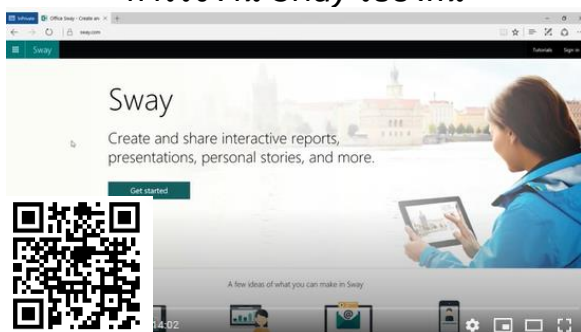 InPrivate
Office Sway - Create an
sway.com
Sway
Tutorials
Sign in
Sway
Create and share interactive reports,
presentations, personal stories, and more.
Get started
A few ideas of what you can make in Sway
14:02